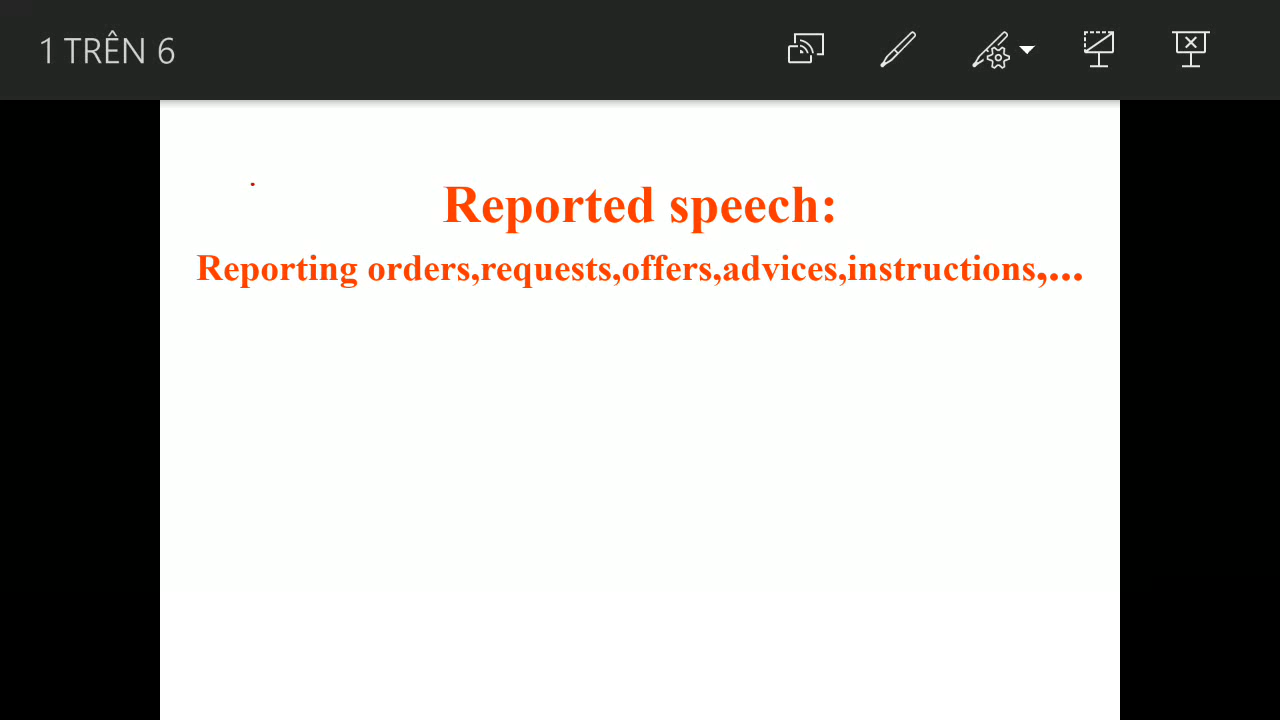 1 TRÊN 6
Reported speech:
Reporting orders,requests,offers,advices,instructions,...